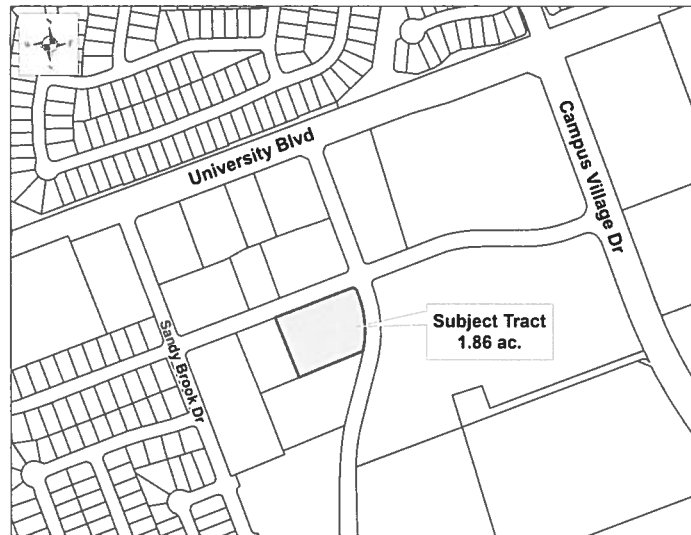 University Blvd
Campus Village Dr
Sandy Brook Dr
Subject Tract
1.86 ac.